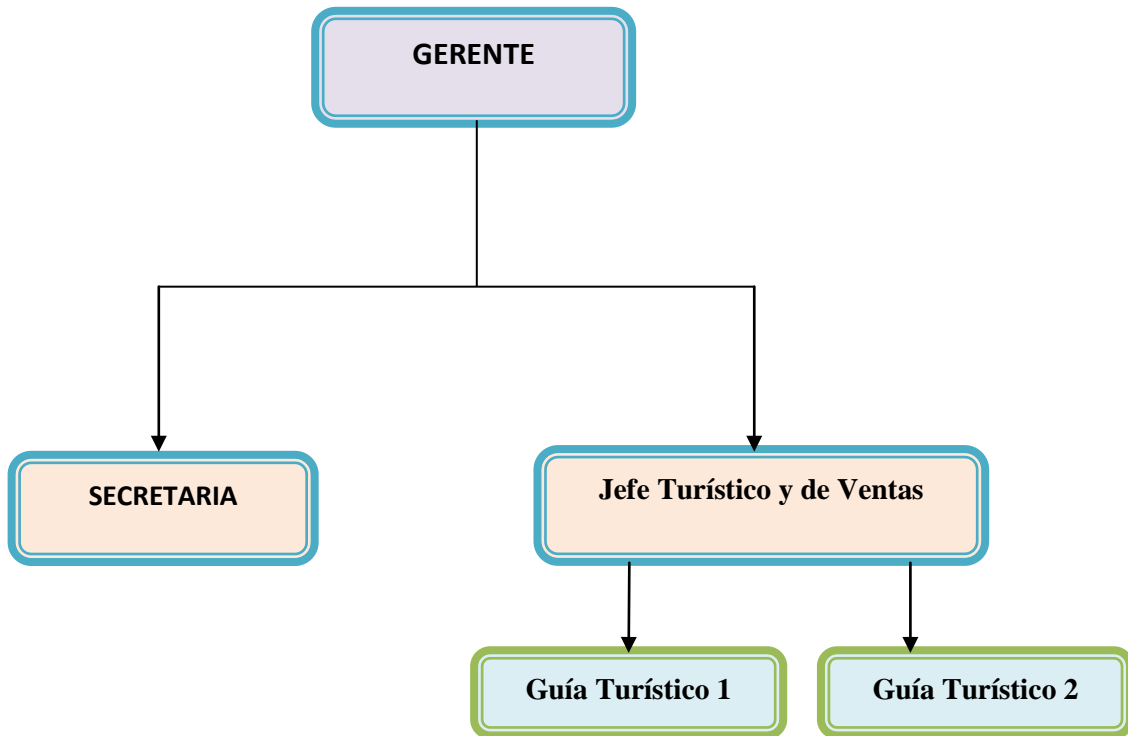 GERENTE
SECRETARIA
Jefe Turístico y de Ventas
Guía Turístico 1
Guía Turístico 2